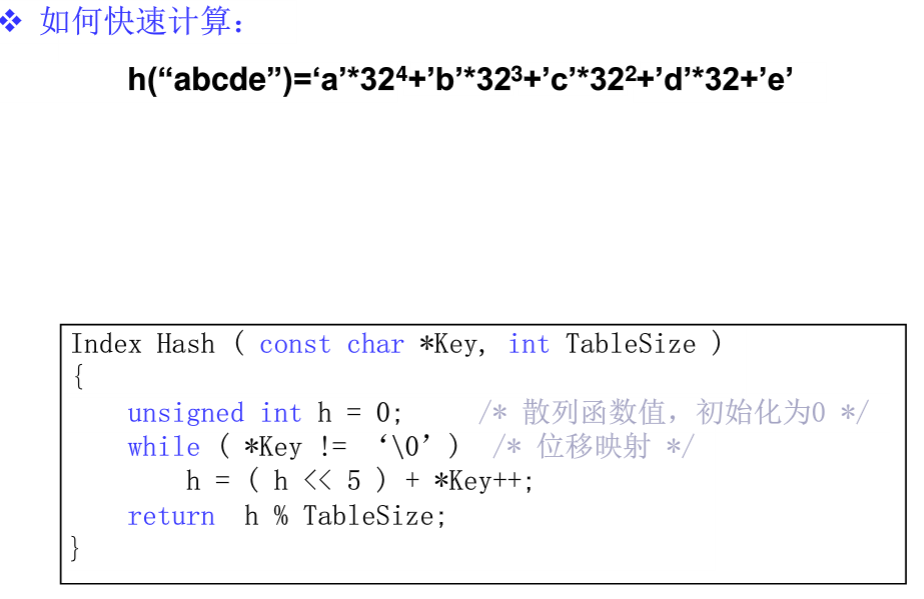 ❖ 如何快速计算：
h(“abcde”)=‘a’*32⁴+’b’*32³+’c’*32²+’d’*32+’e’
Index Hash ( const char *Key, int TableSize )
{
unsigned int h = 0; /* 散列函数值，初始化为0 */
while ( *Key != ‘\0’ ) /* 位移映射 */
h = ( h << 5 ) + *Key++;
return h % TableSize;
}